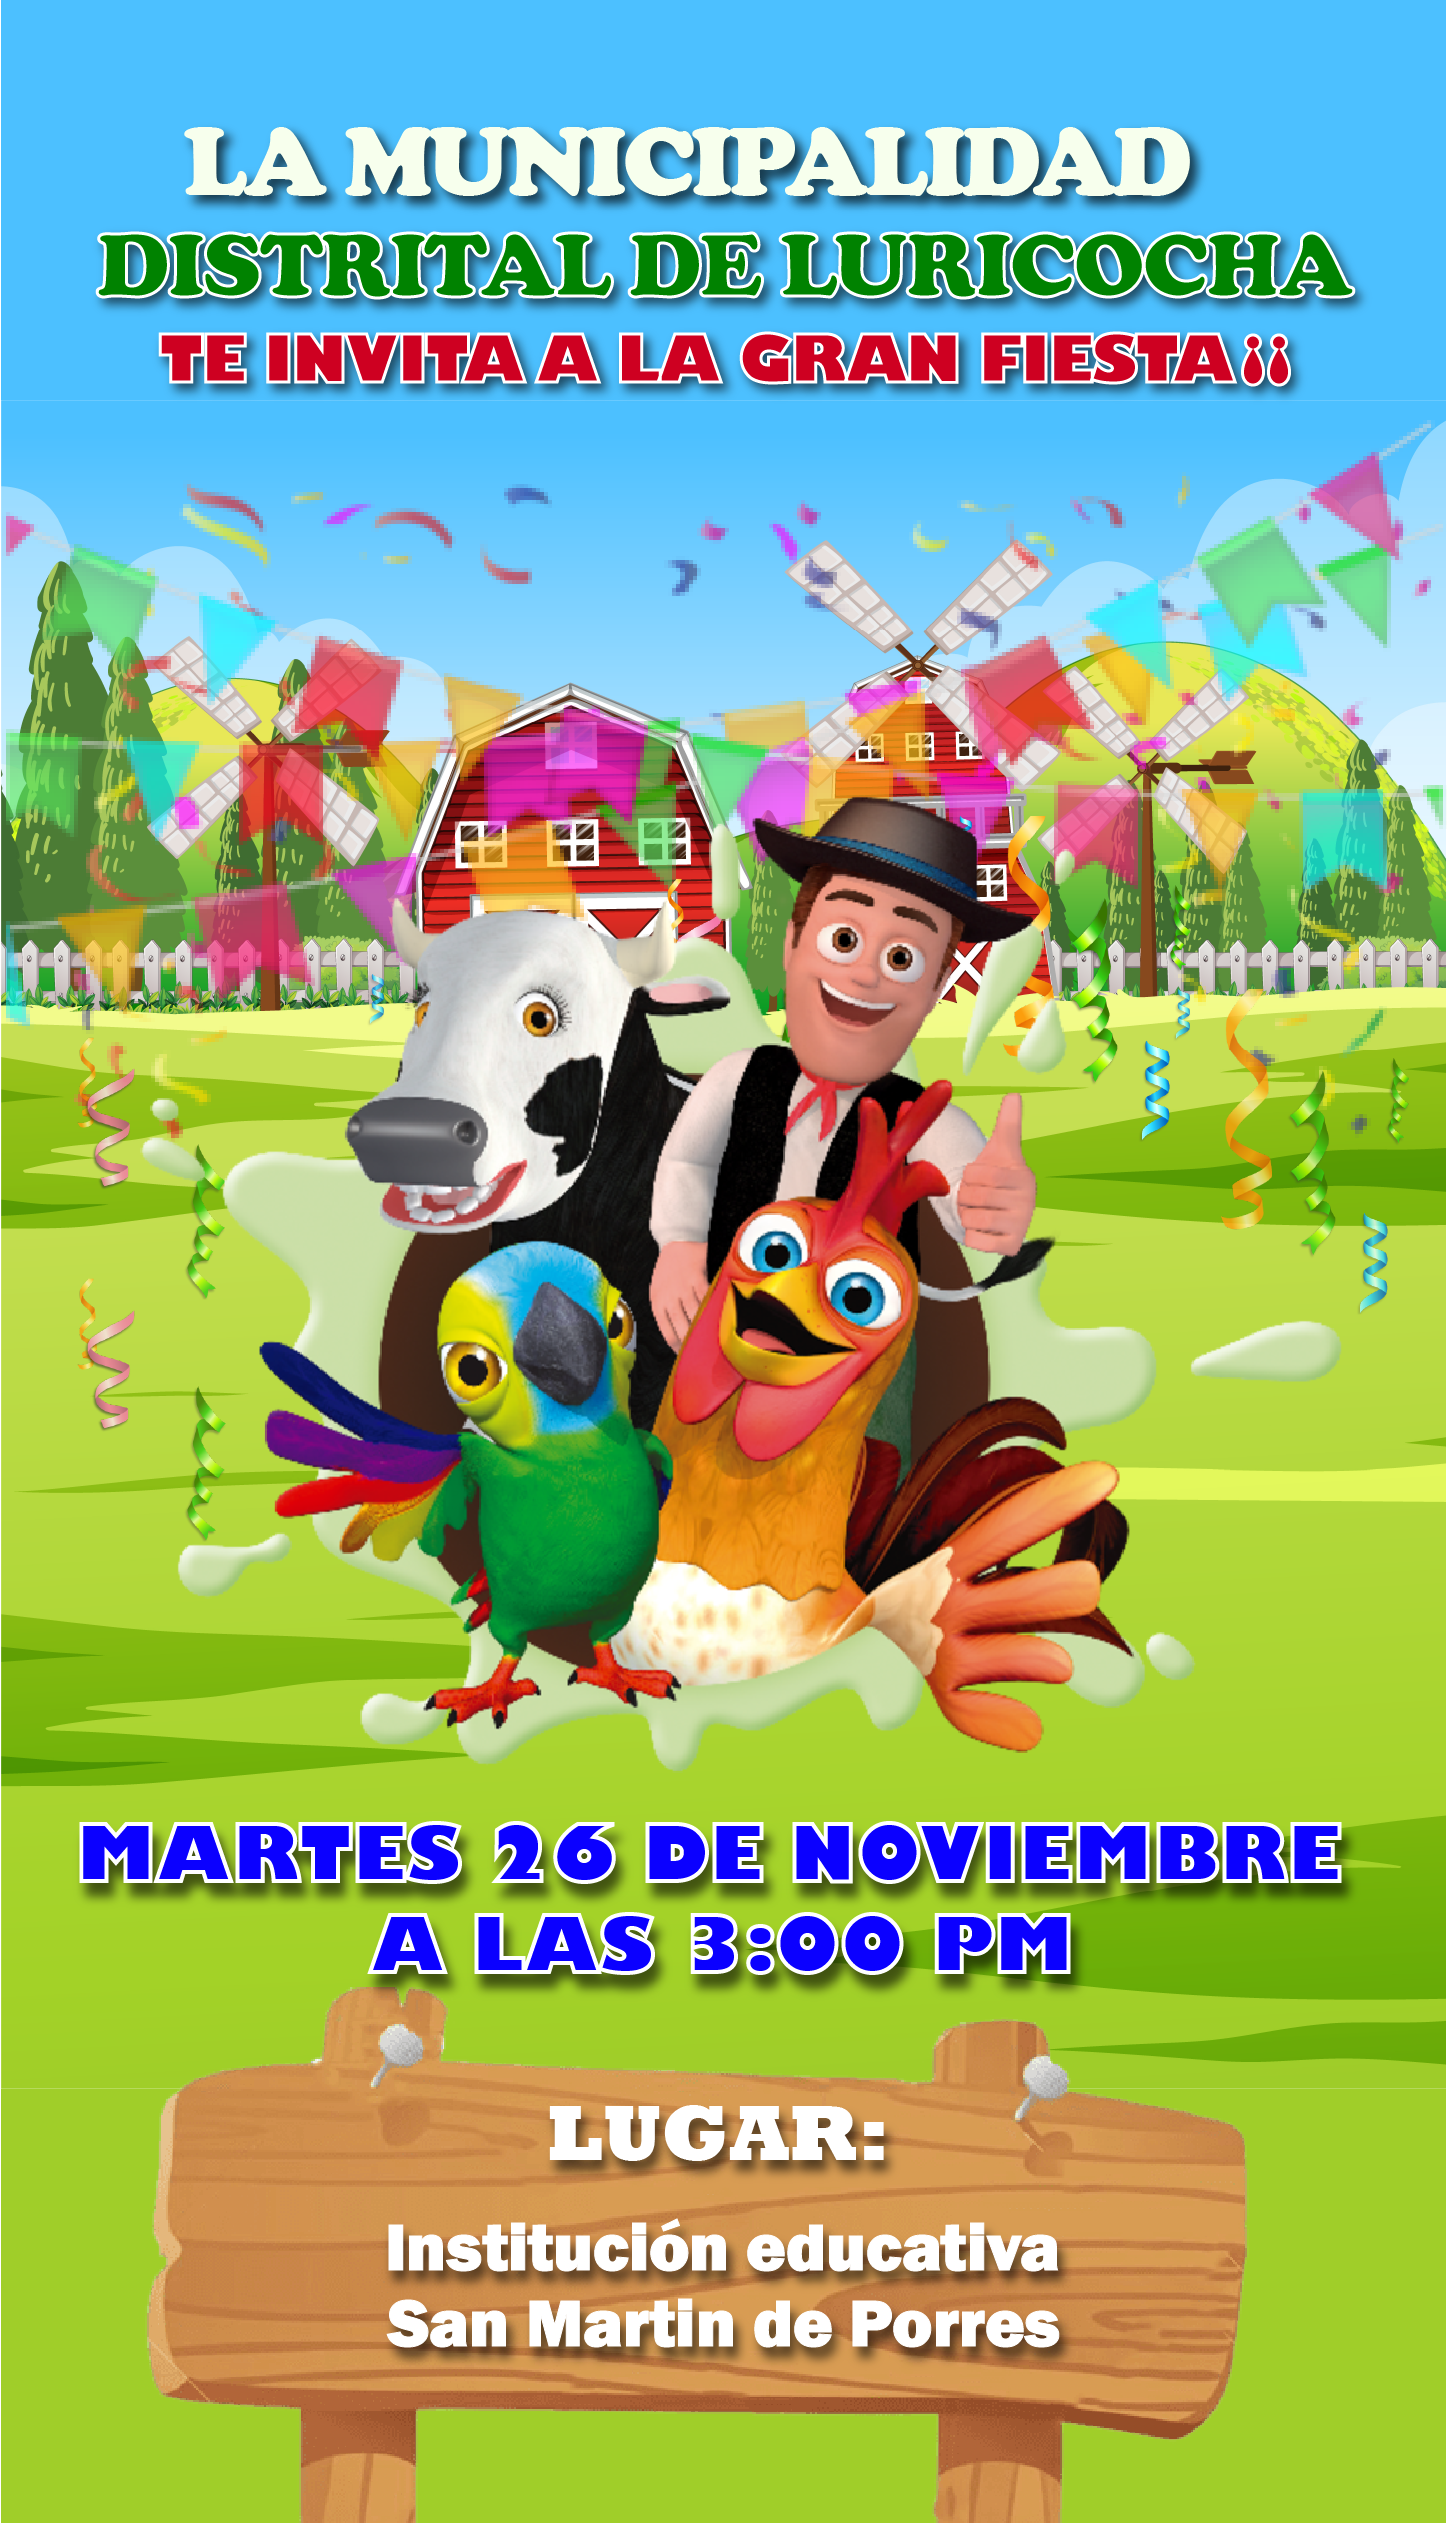 LA MUNICIPALIDAD
DISTRITAL DE LURICOCHA
TE INVITA A LA GRAN FIESTA¡¡
MARTES 26 DE NOVIEMBRE
A LAS 3:00 PM
LUGAR:
Institución educativa
San Martin de Porres